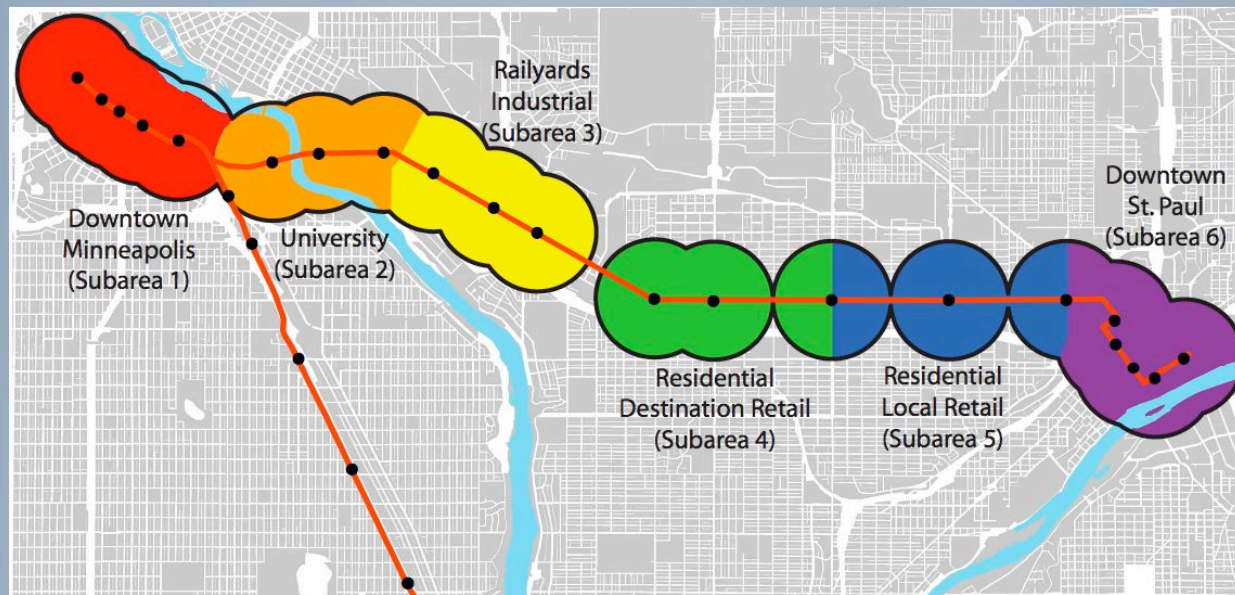 Railyards
Industrial
(Subarea 3)
Downtown
Minneapolis
(Subarea 1)
University
(Subarea 2)
Downtown
St. Paul
(Subarea 6)
Residential
Destination Retail
(Subarea 4)
Residential
Local Retail
(Subarea 5)